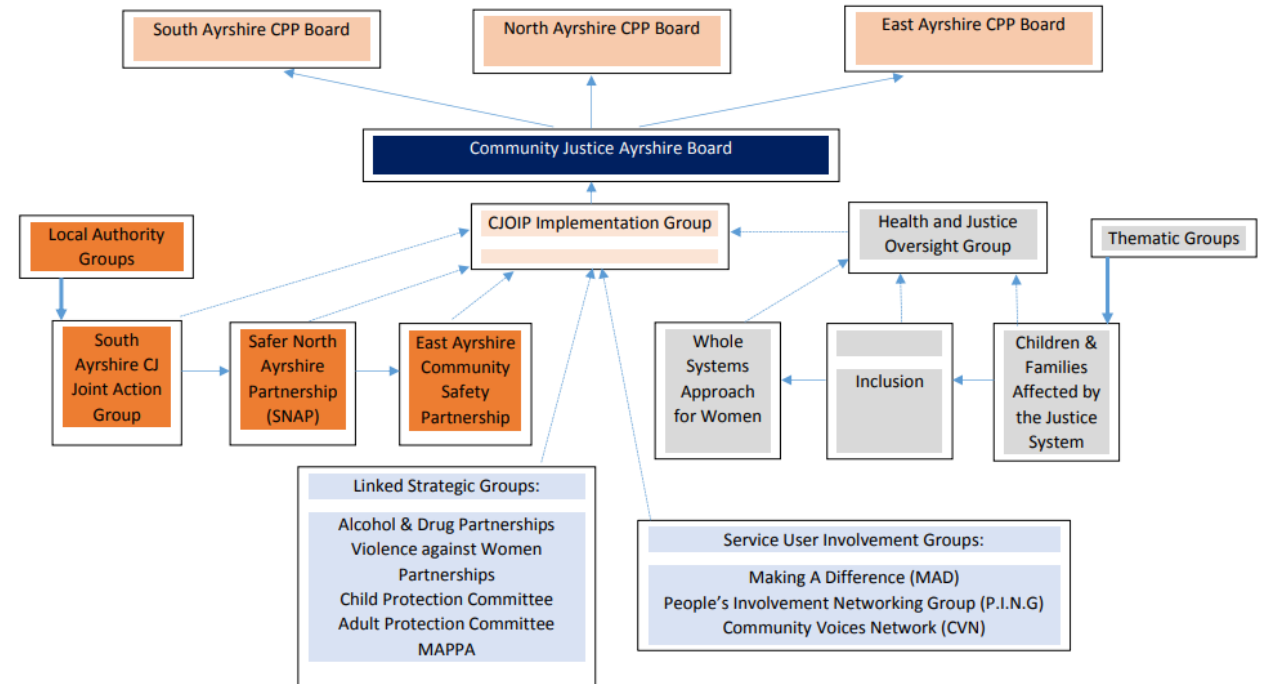 South Ayrshire CPP Board
North Ayrshire CPP Board
East Ayrshire CPP Board
Community Justice Ayrshire Board
Local Authority
Groups
CJOIP Implementation Group
Health and Justice
Oversight Group
Thematic Groups
South
Ayrshire CJ
Joint Action
Group
Safer North
Ayrshire
Partnership
(SNAP)
East Ayrshire
Community
Safety
Partnership
Whole
Systems
Approach
for Women
Inclusion
Children &
Families
Affected by
the Justice
System
Linked Strategic Groups:
Alcohol & Drug Partnerships
Violence against Women
Partnerships
Child Protection Committee
Adult Protection Committee
MAPPA
Service User Involvement Groups:
Making A Difference (MAD)
People’s Involvement Networking Group (P.I.N.G)
Community Voices Network (CVN)